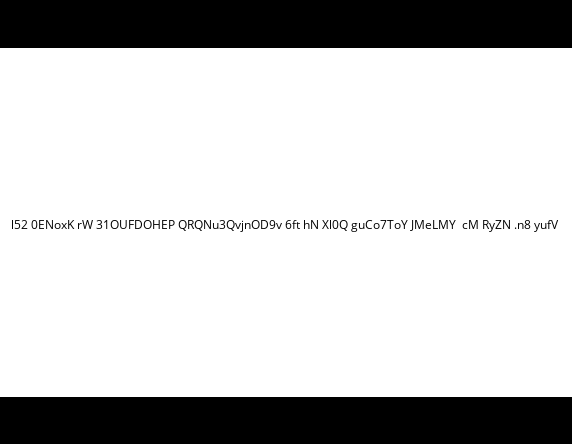 l52 0ENoxK rW 31OUFDOHEP QRQNu3QvjnOD9v 6ft hN Xl0Q guCo7ToY JMeLMY  cM RyZN .n8 yufV